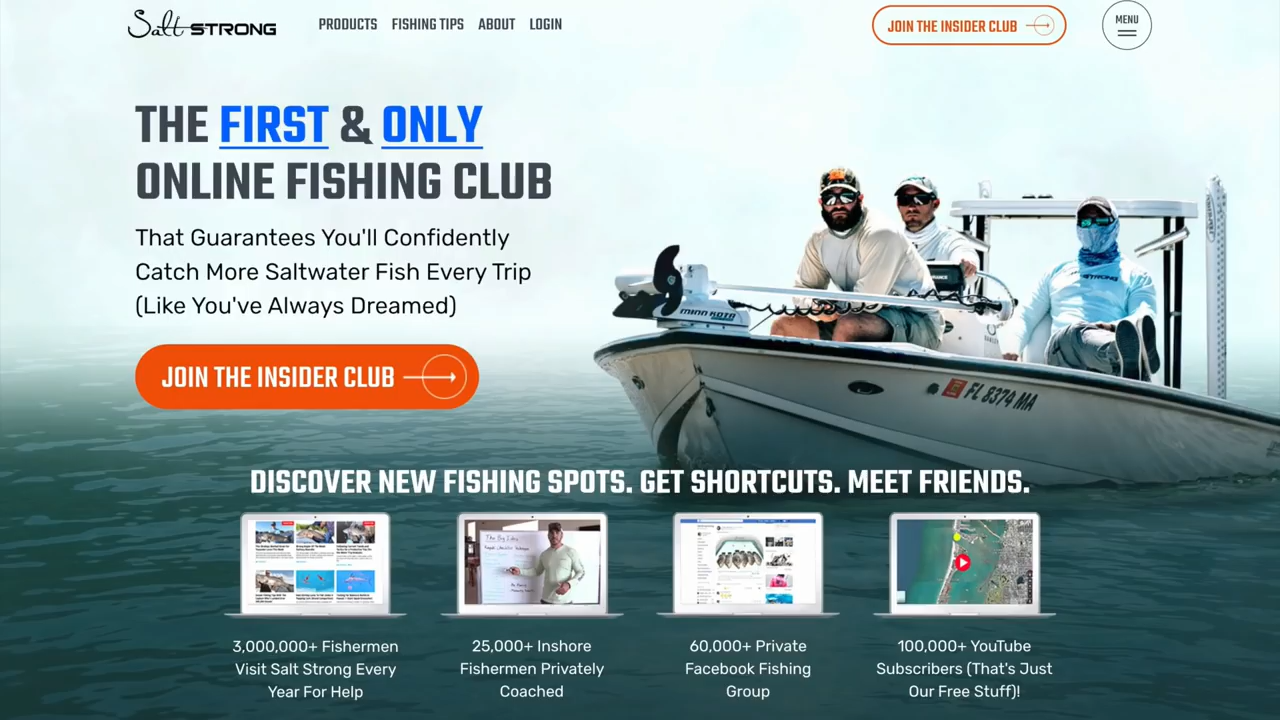 Salt STRONG
PRODUCTS FISHING TIPS ABOUT LOGIN
JOIN THE INSIDER CLUB
MENU
THE FIRST & ONLY
ONLINE FISHING CLUB
That Guarantees You'll Confidently
Catch More Saltwater Fish Every Trip
(Like You've Always Dreamed)
JOIN THE INSIDER CLUB
MINN KOTA
FL 8374 MA
DISCOVER NEW FISHING SPOTS. GET SHORTCUTS. MEET FRIENDS.
The Big Idea
3,000,000+ Fishermen
Visit Salt Strong Every
Year For Help
25,000+ Inshore
Fishermen Privately
Coached
60,000+ Private
Facebook Fishing
Group
100,000+ YouTube
Subscribers (That's Just
Our Free Stuff)!